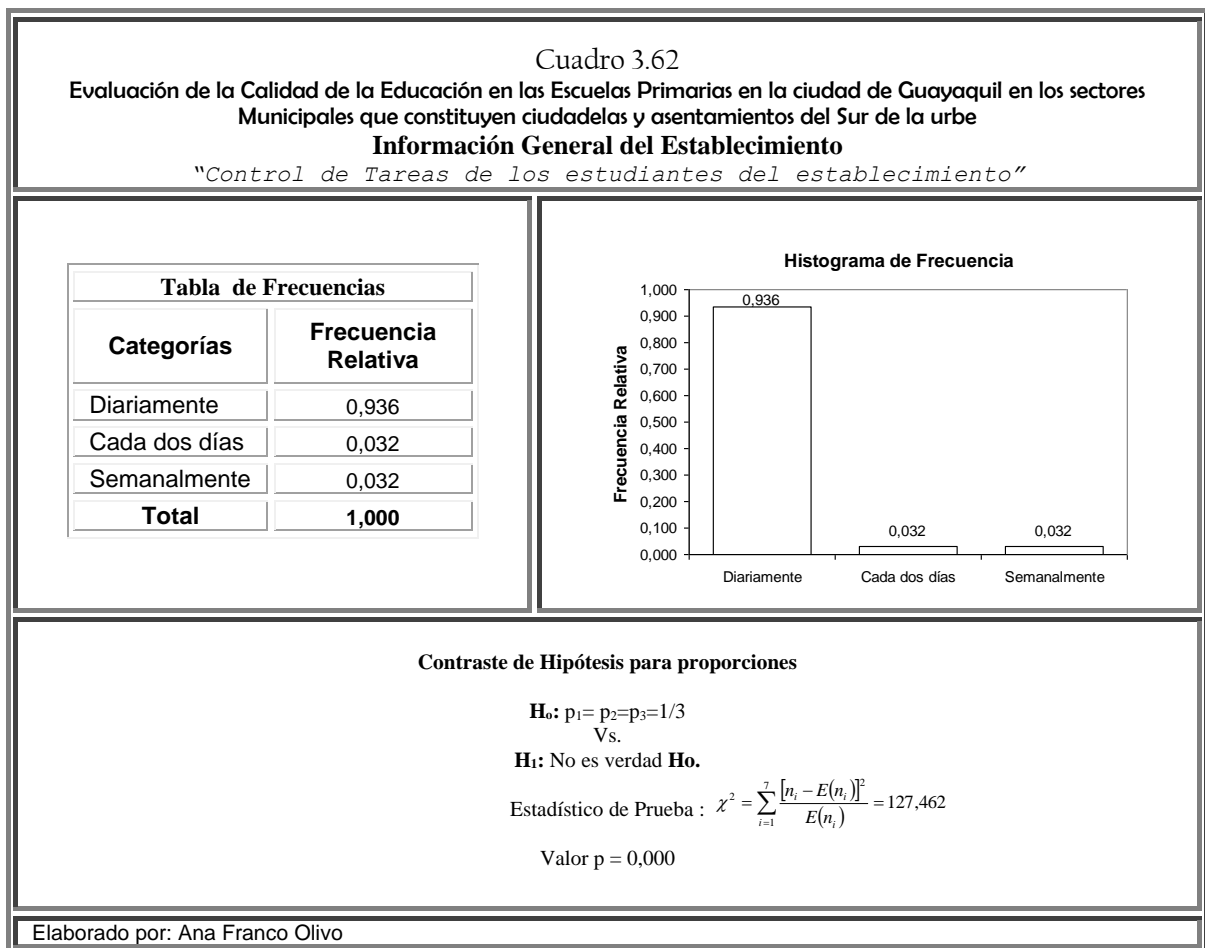 Cuadro 3.62
Evaluación de la Calidad de la Educación en las Escuelas Primarias en la ciudad de Guayaquil en los sectores
Municipales que constituyen ciudadelas y asentamientos del Sur de la urbe
Información General del Establecimiento
"Control de Tareas de los estudiantes del establecimiento"
Tabla de Frecuencias
Categorías Frecuencia
Relativa
Diariamente 0,936
Cada dos días 0,032
Semanalmente 0,032
Total 1,000
Histograma de Frecuencia
Frecuencia Relativa
1,000
0,900
0,800
0,700
0,600
0,500
0,400
0,300
0,200
0,100
0,000
0,936
0,032
0,032
Diariamente Cada dos días Semanalmente
Contraste de Hipótesis para proporciones
Hₒ: p₁= p₂=p₃=1/3
Vs.
H₁: No es verdad Ho.
Estadístico de Prueba : χ² = ∑_{i=1}^{7} [n_i − E(n_i)]² / E(n_i) = 127,462
Valor p = 0,000
Elaborado por: Ana Franco Olivo